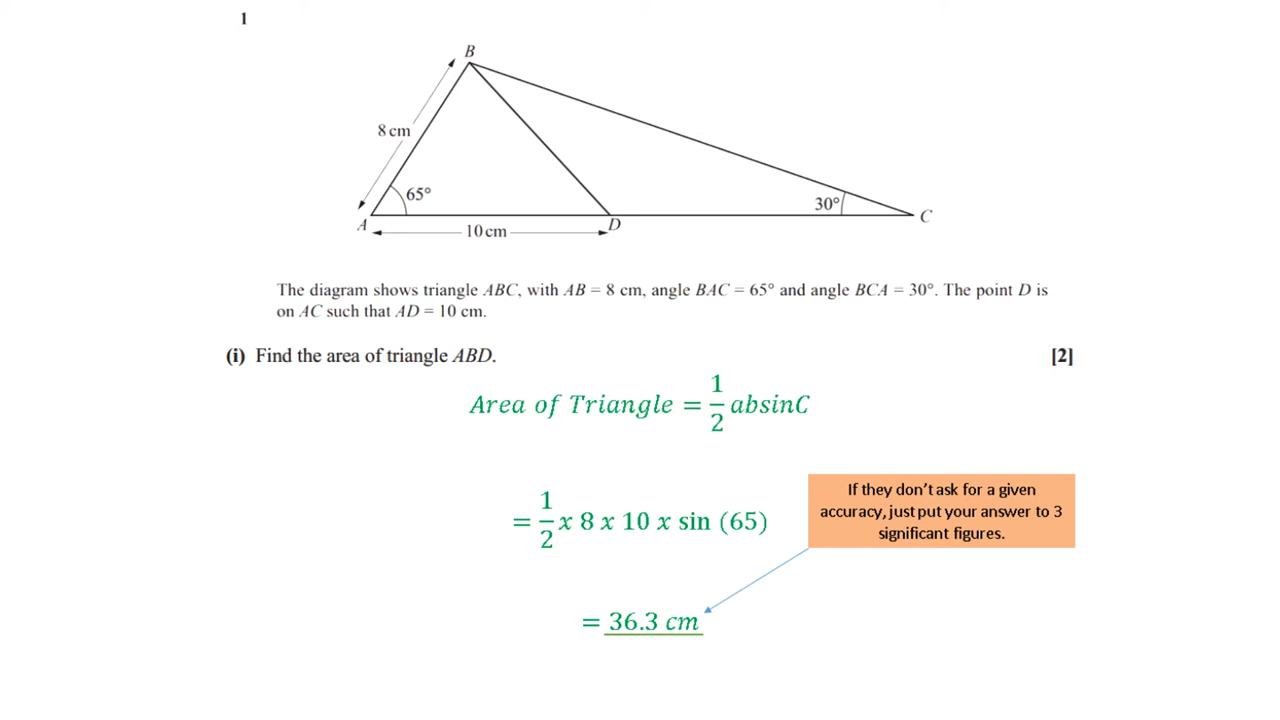 1
B
8 cm
65°
30°
A
D
C
10 cm
The diagram shows triangle ABC, with AB = 8 cm, angle BAC = 65° and angle BCA = 30°. The point D is
on AC such that AD = 10 cm.
(i) Find the area of triangle ABD. [2]
Area of Triangle = 1/2 absinC
= 1/2 x 8 x 10 x sin (65)
If they don't ask for a given
accuracy, just put your answer to 3
significant figures.
= 36.3 cm